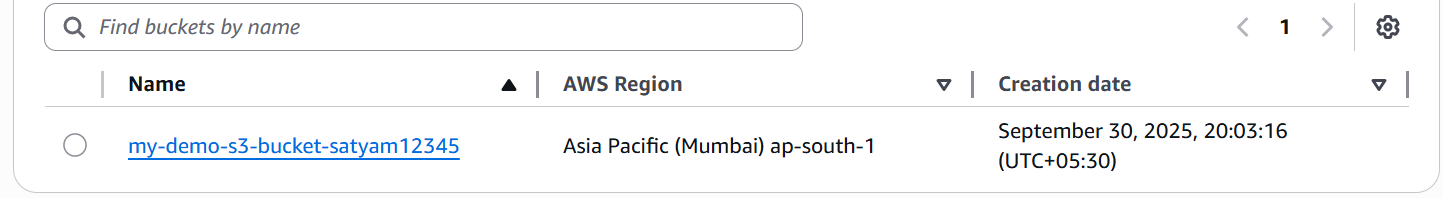 Find buckets by name
1
Name
AWS Region
Creation date
my-demo-s3-bucket-satyam12345
Asia Pacific (Mumbai) ap-south-1
September 30, 2025, 20:03:16
(UTC+05:30)